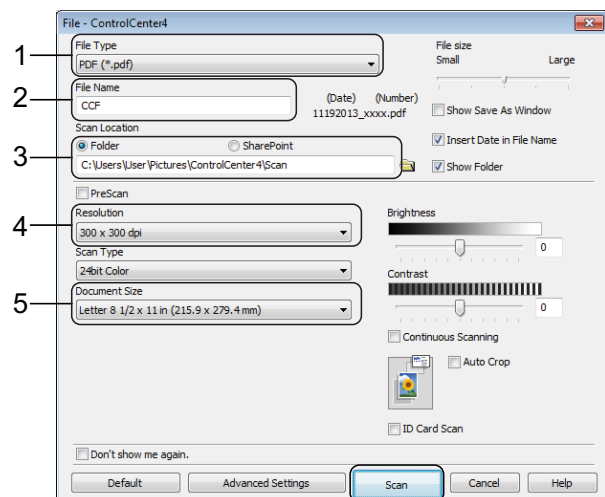 File - ControlCenter4
1
File Type
PDF (*.pdf)
File size
Small Large
2
File Name
CCF
(Date) (Number)
11192013_xxxx.pdf
Show Save As Window
Insert Date in File Name
Show Folder
3
Scan Location
Folder SharePoint
C:\Users\User\Pictures\ControlCenter4\Scan
PreScan
4
Resolution
300 x 300 dpi
Scan Type
24bit Color
5
Document Size
Letter 8 1/2 x 11 in (215.9 x 279.4 mm)
Brightness
0
Contrast
0
Continuous Scanning
Auto Crop
ID Card Scan
Don't show me again.
Default Advanced Settings Scan Cancel Help